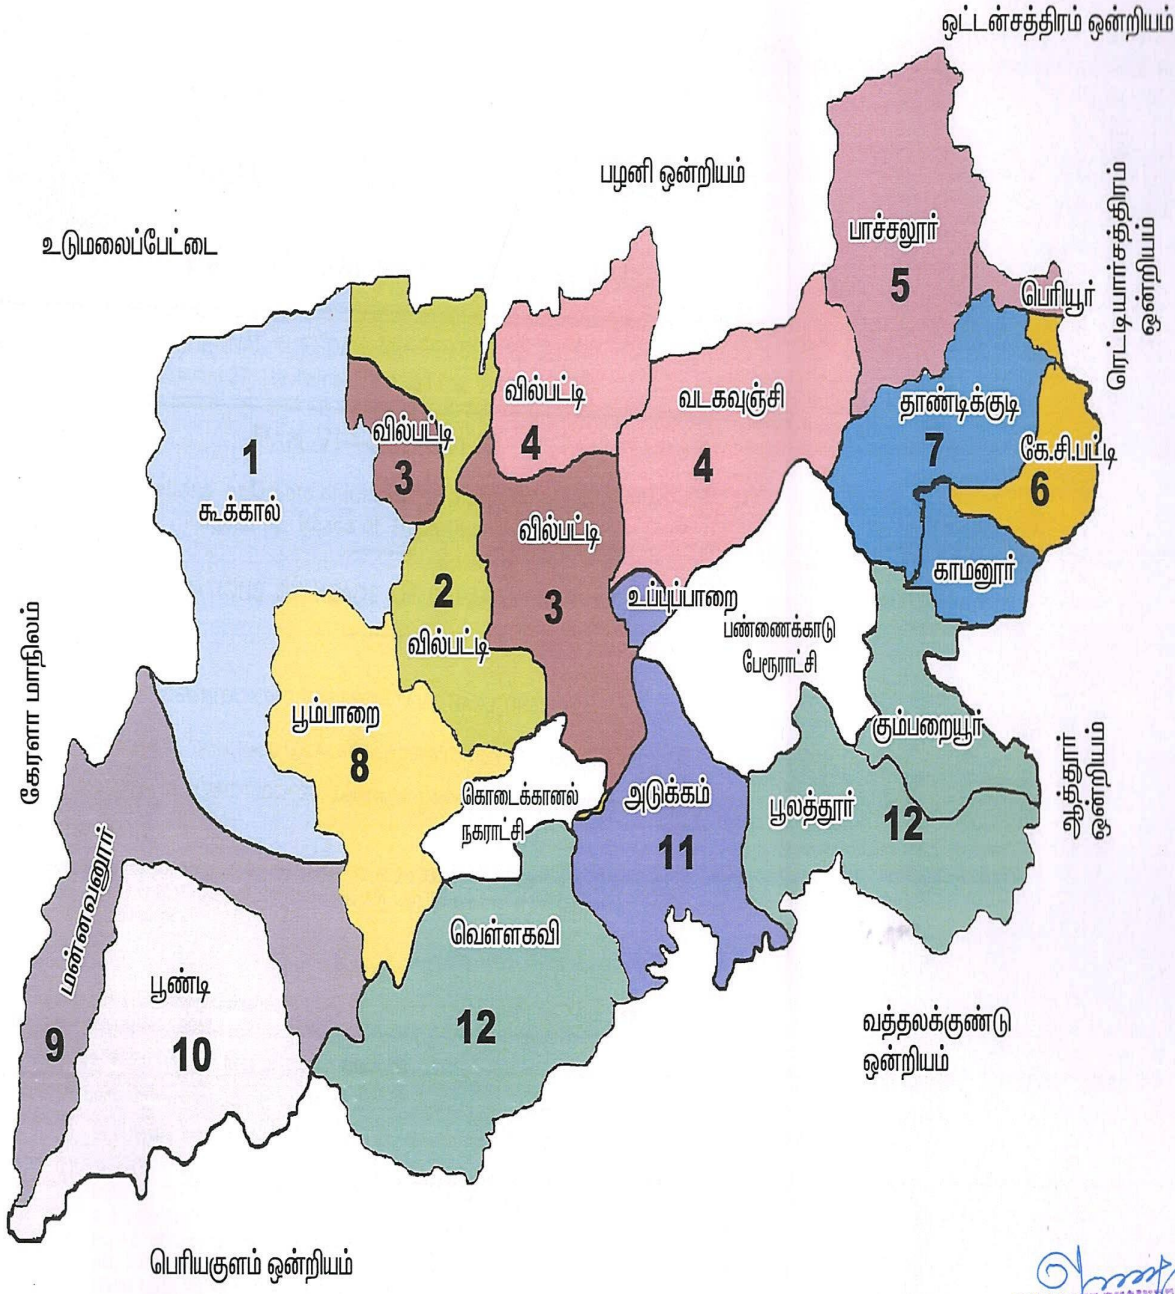 ஒட்டன்சத்திரம் ஒன்றியம்
பழனி ஒன்றியம்
உடுமலைப்பேட்டை
ரெட்டியார்சத்திரம்
ஒன்றியம்
பாச்சலூர்
5
பெரியூர்
வில்பட்டி
4
வடகவுஞ்சி
4
தாண்டிக்குடி
7
கே.சி.பட்டி
6
வில்பட்டி
3
1
கூக்கால்
வில்பட்டி
3
காமனூர்
2
வில்பட்டி
உப்புப்பாறை
பண்ணைக்காடு
பேரூராட்சி
கேரளா மாநிலம்
பூம்பாறை
8
கும்பறையூர்
ஆத்தூர்
ஒன்றியம்
கொடைக்கானல்
நகராட்சி
அடுக்கம்
11
பூலத்தூர்
12
மன்னவனூர்
9
வெள்ளகவி
12
பூண்டி
10
வத்தலக்குண்டு
ஒன்றியம்
பெரியகுளம் ஒன்றியம்